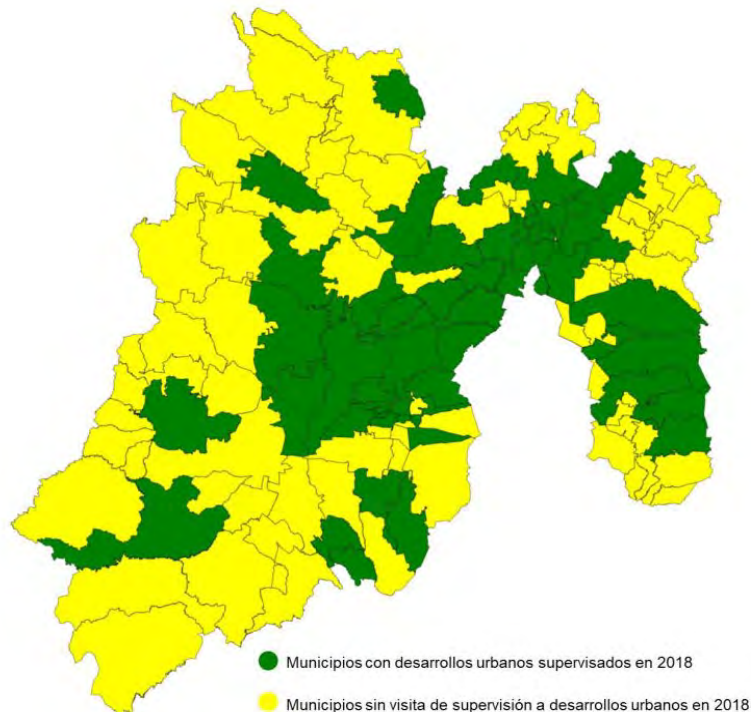 Municipios con desarrollos urbanos supervisados en 2018
Municipios sin visita de supervisión a desarrollos urbanos en 2018